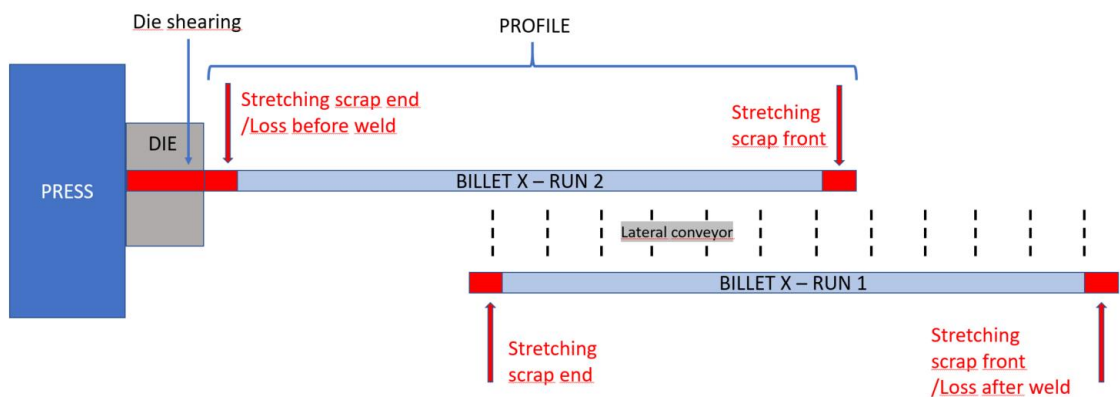 Die shearing
PROFILE
Stretching scrap end
/Loss before weld
Stretching
scrap front
DIE
PRESS
BILLET X – RUN 2
Lateral conveyor
BILLET X – RUN 1
Stretching
scrap end
Stretching
scrap front
/Loss after weld